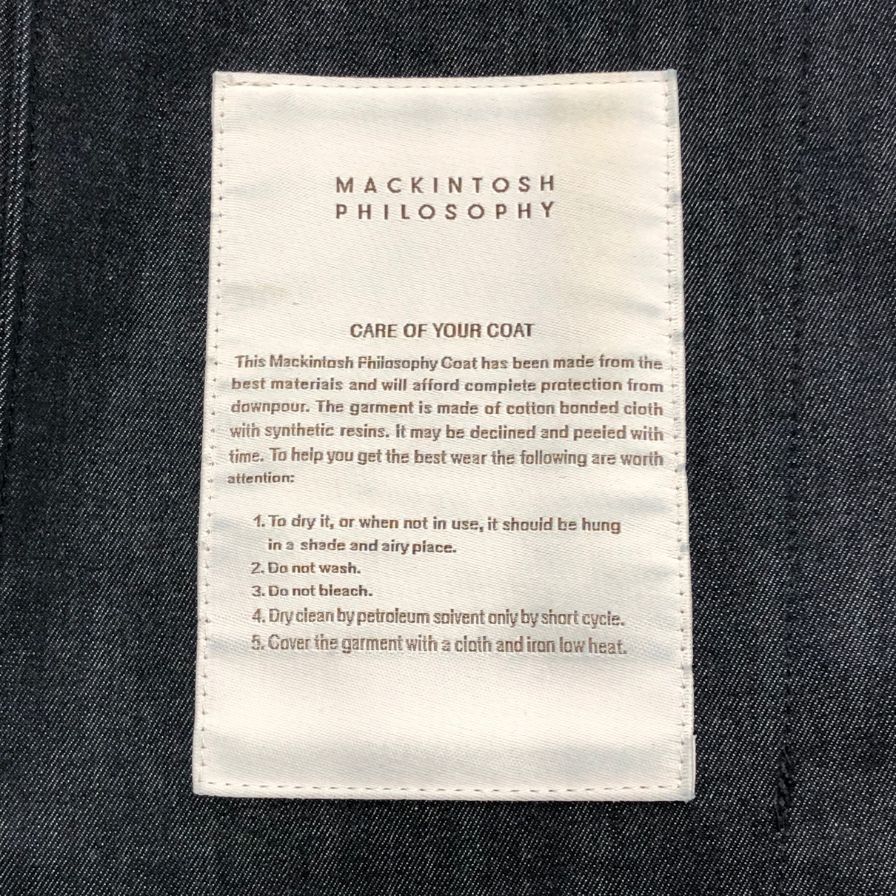 MACKINTOSH
PHILOSOPHY
CARE OF YOUR COAT
This Mackintosh Philosophy Coat has been made from the
best materials and will afford complete protection from
downpour. The garment is made of cotton bonded cloth
with synthetic resins. It may be declined and peeled with
time. To help you get the best wear the following are worth
attention:
1. To dry it, or when not in use, it should be hung
in a shade and airy place.
2. Do not wash.
3. Do not bleach.
4. Dry clean by petroleum solvent only by short cycle.
5. Cover the garment with a cloth and iron low heat.